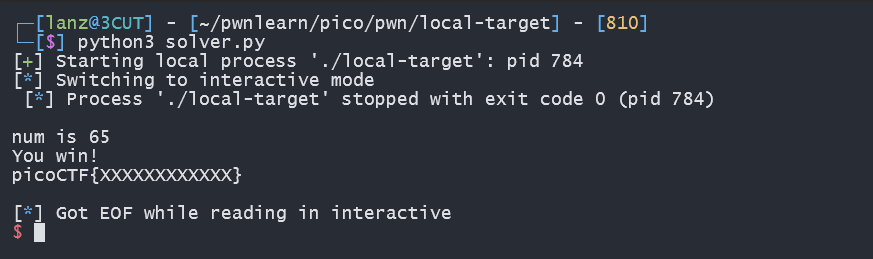 ┌─[lanz@3CUT] - [~/pwnlearn/pico/pwn/local-target] - [810]
└─[$] python3 solver.py
[+] Starting local process './local-target': pid 784
[*] Switching to interactive mode
 [*] Process './local-target' stopped with exit code 0 (pid 784)
num is 65
You win!
picoCTF{XXXXXXXXXXXX}
[*] Got EOF while reading in interactive
$